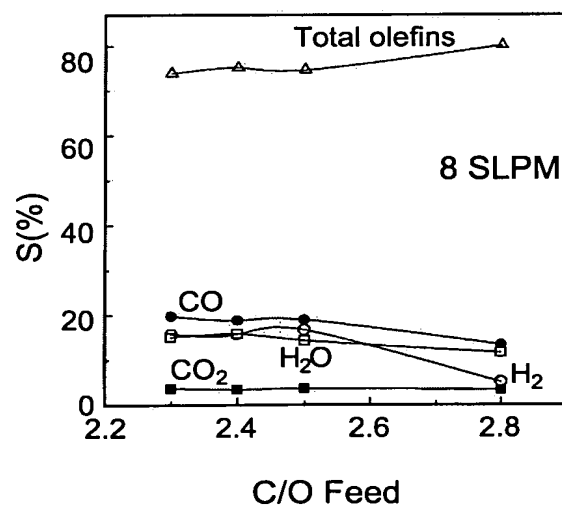 Total olefins
80
60
8 SLPM
S(%)
40
20
CO
H₂O
CO₂
H₂
0
2.2
2.4
2.6
2.8
C/O Feed